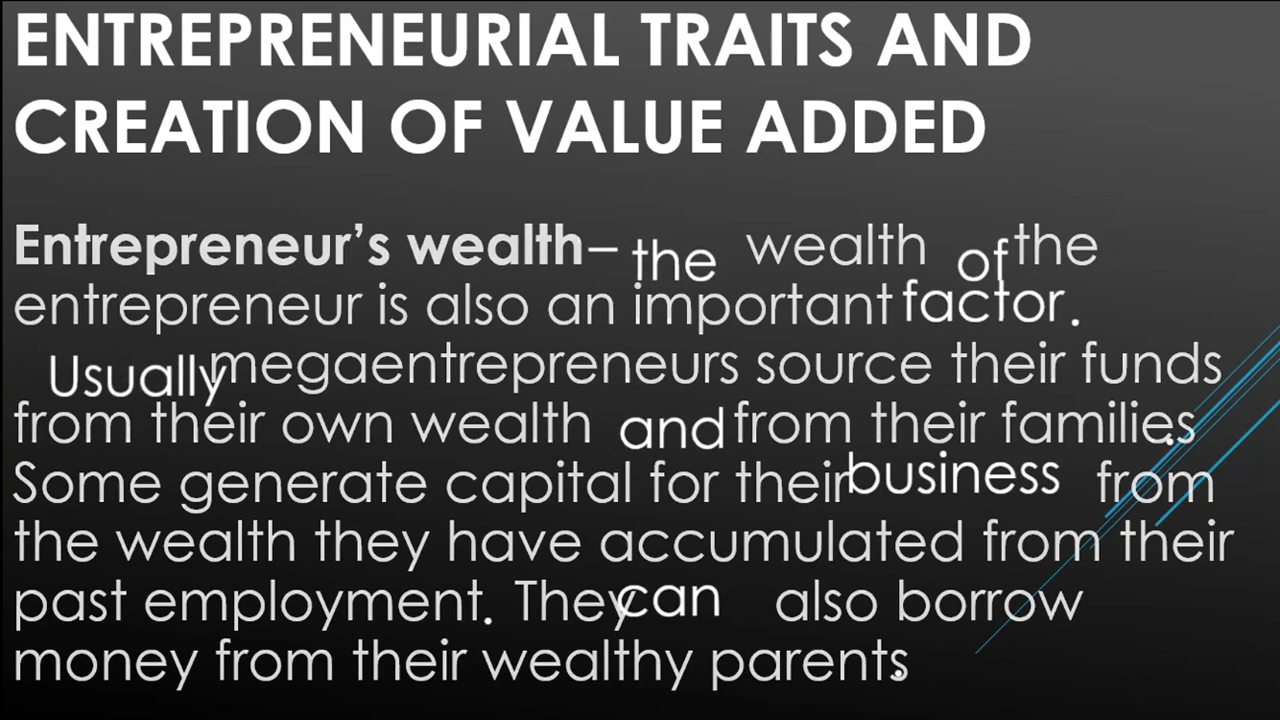 ENTREPRENEURIAL TRAITS AND
CREATION OF VALUE ADDED
Entrepreneur’s wealth– the wealth of the
entrepreneur is also an important factor.
Usually megaentrepreneurs source their funds
from their own wealth and from their families.
Some generate capital for their business from
the wealth they have accumulated from their
past employment. They can also borrow
money from their wealthy parents.